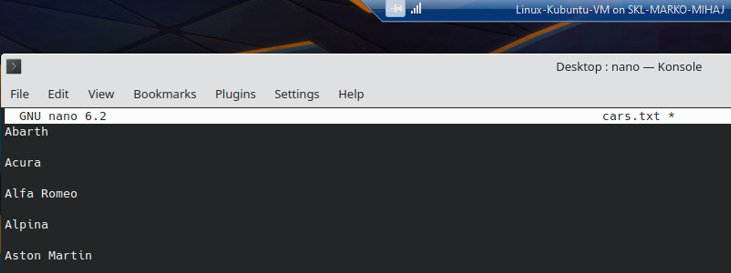 Linux-Kubuntu-VM on SKL-MARKO-MIHAJ
Desktop : nano — Konsole
File Edit View Bookmarks Plugins Settings Help
GNU nano 6.2 cars.txt *
Abarth
Acura
Alfa Romeo
Alpina
Aston Martin